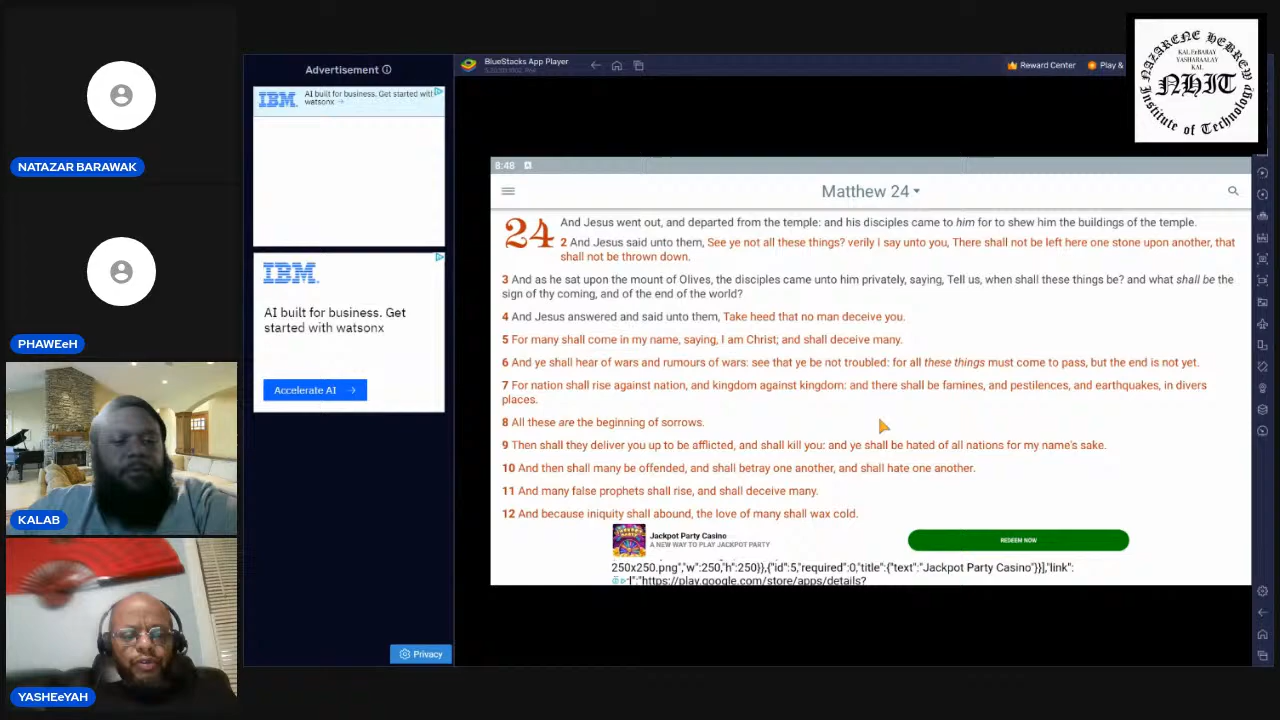 NATAZAR BARAWAK
PHAWEeH
KALAB
YASHEeYAH
Advertisement
IBM
AI built for business. Get started with
watsonx →
IBM
AI built for business. Get
started with watsonx
Accelerate AI →
Privacy
BlueStacks App Player
Reward Center
Play &
NAZARENE HEBREW
KAL EeBARAY
YASHARAALAY
KAL
NHIT
Institute of Technology
8:48
Matthew 24
24 And Jesus went out, and departed from the temple: and his disciples came to him for to shew him the buildings of the temple.
2 And Jesus said unto them, See ye not all these things? verily I say unto you, There shall not be left here one stone upon another, that
shall not be thrown down.
3 And as he sat upon the mount of Olives, the disciples came unto him privately, saying, Tell us, when shall these things be? and what shall be the
sign of thy coming, and of the end of the world?
4 And Jesus answered and said unto them, Take heed that no man deceive you.
5 For many shall come in my name, saying, I am Christ; and shall deceive many.
6 And ye shall hear of wars and rumours of wars: see that ye be not troubled: for all these things must come to pass, but the end is not yet.
7 For nation shall rise against nation, and kingdom against kingdom: and there shall be famines, and pestilences, and earthquakes, in divers
places.
8 All these are the beginning of sorrows.
9 Then shall they deliver you up to be afflicted, and shall kill you: and ye shall be hated of all nations for my name's sake.
10 And then shall many be offended, and shall betray one another, and shall hate one another.
11 And many false prophets shall rise, and shall deceive many.
12 And because iniquity shall abound, the love of many shall wax cold.
Jackpot Party Casino
A NEW WAY TO PLAY JACKPOT PARTY
REDEEM NOW
250x250.png","w":250,"h":250}},{"id":5,"required":0,"title":{"text":"Jackpot Party Casino"}}],"link":
l":"https://play.google.com/store/apps/details?